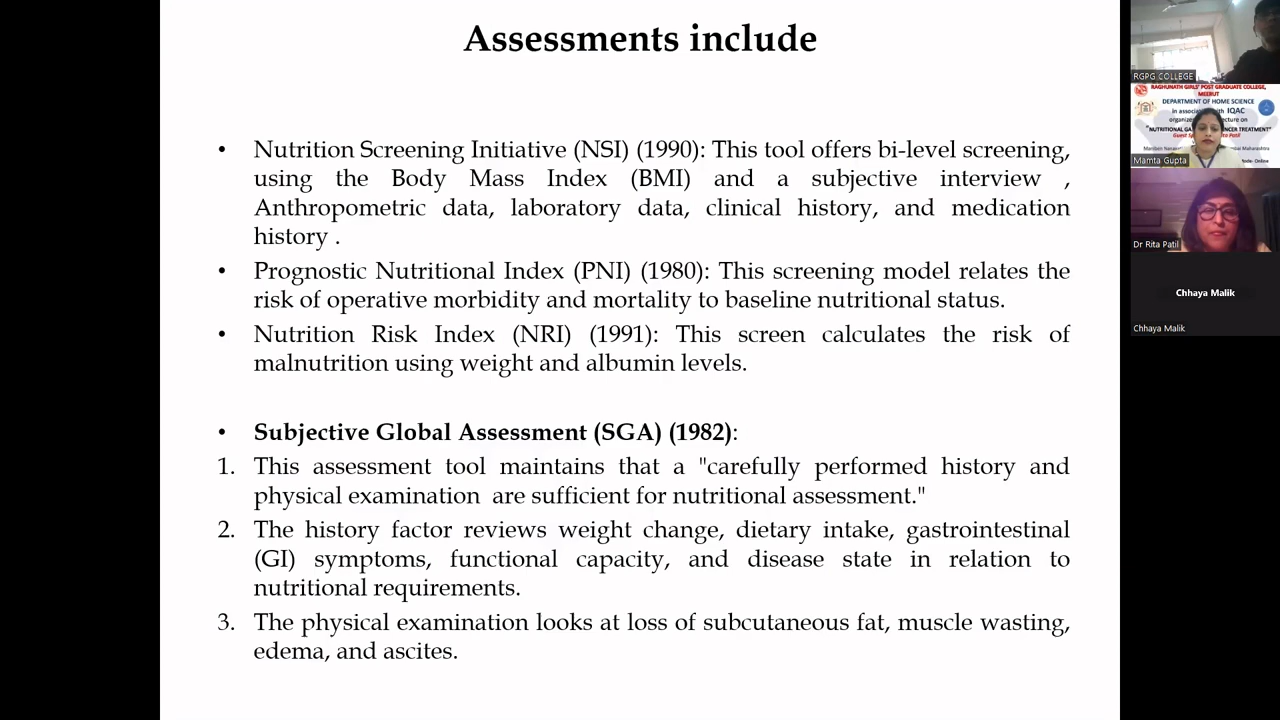 Assessments include
• Nutrition Screening Initiative (NSI) (1990): This tool offers bi-level screening,
using the Body Mass Index (BMI) and a subjective interview ,
Anthropometric data, laboratory data, clinical history, and medication
history .
• Prognostic Nutritional Index (PNI) (1980): This screening model relates the
risk of operative morbidity and mortality to baseline nutritional status.
• Nutrition Risk Index (NRI) (1991): This screen calculates the risk of
malnutrition using weight and albumin levels.
• Subjective Global Assessment (SGA) (1982):
1. This assessment tool maintains that a "carefully performed history and
physical examination are sufficient for nutritional assessment."
2. The history factor reviews weight change, dietary intake, gastrointestinal
(GI) symptoms, functional capacity, and disease state in relation to
nutritional requirements.
3. The physical examination looks at loss of subcutaneous fat, muscle wasting,
edema, and ascites.
RGPG COLLEGE
RAGHUNATH GIRLS' POST GRADUATE COLLEGE,
MEERUT
DEPARTMENT OF HOME SCIENCE
IQAC
Mamta Gupta
Dr Rita Patil
Chhaya Malik
Chhaya Malik